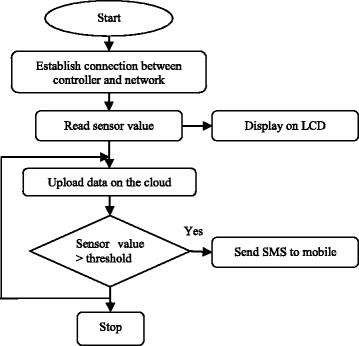 Start
Establish connection between
controller and network
Read sensor value
Display on LCD
Upload data on the cloud
Sensor value
> threshold
Yes
Send SMS to mobile
Stop